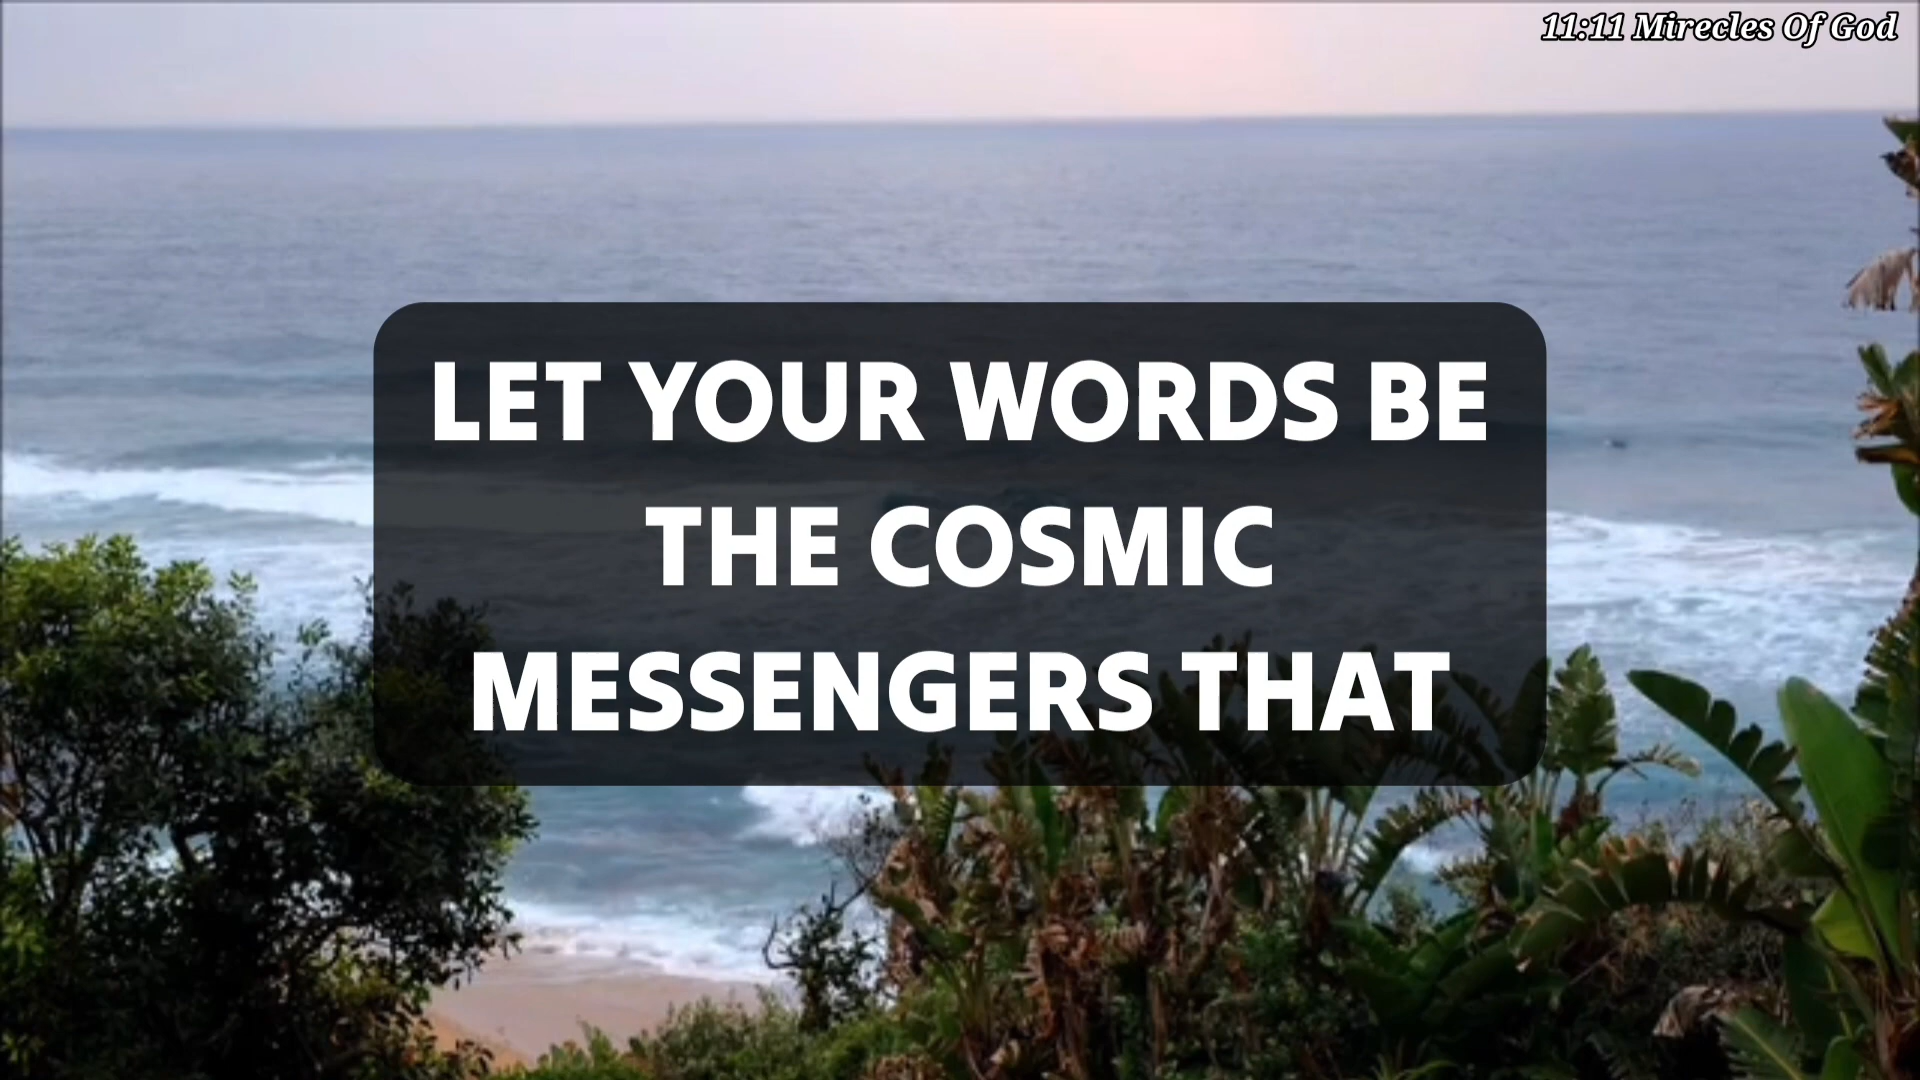 11:11 Mirecles Of God
LET YOUR WORDS BE
THE COSMIC
MESSENGERS THAT